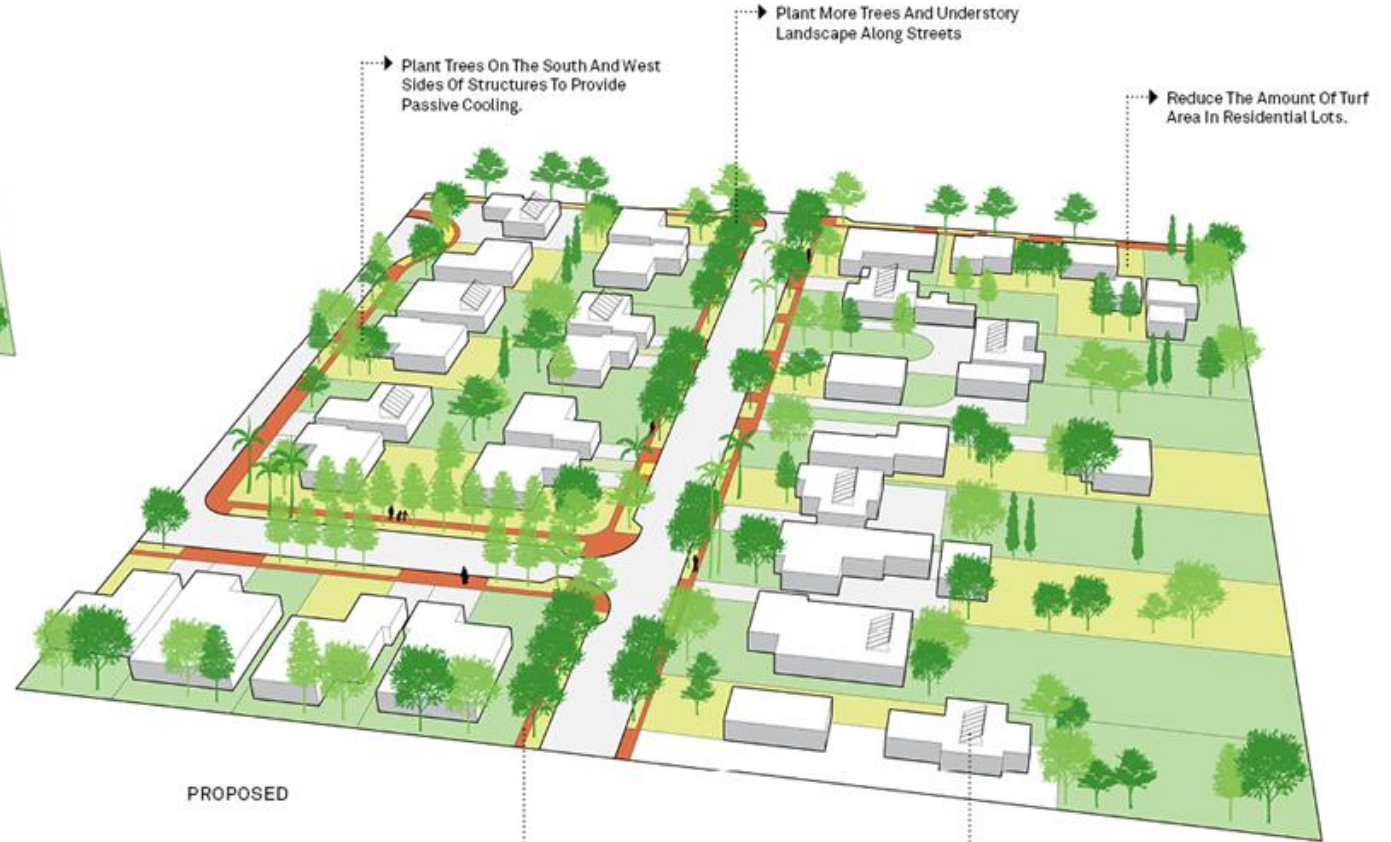 Plant More Trees And Understory
Landscape Along Streets
Plant Trees On The South And West
Sides Of Structures To Provide
Passive Cooling.
Reduce The Amount Of Turf
Area In Residential Lots.
PROPOSED